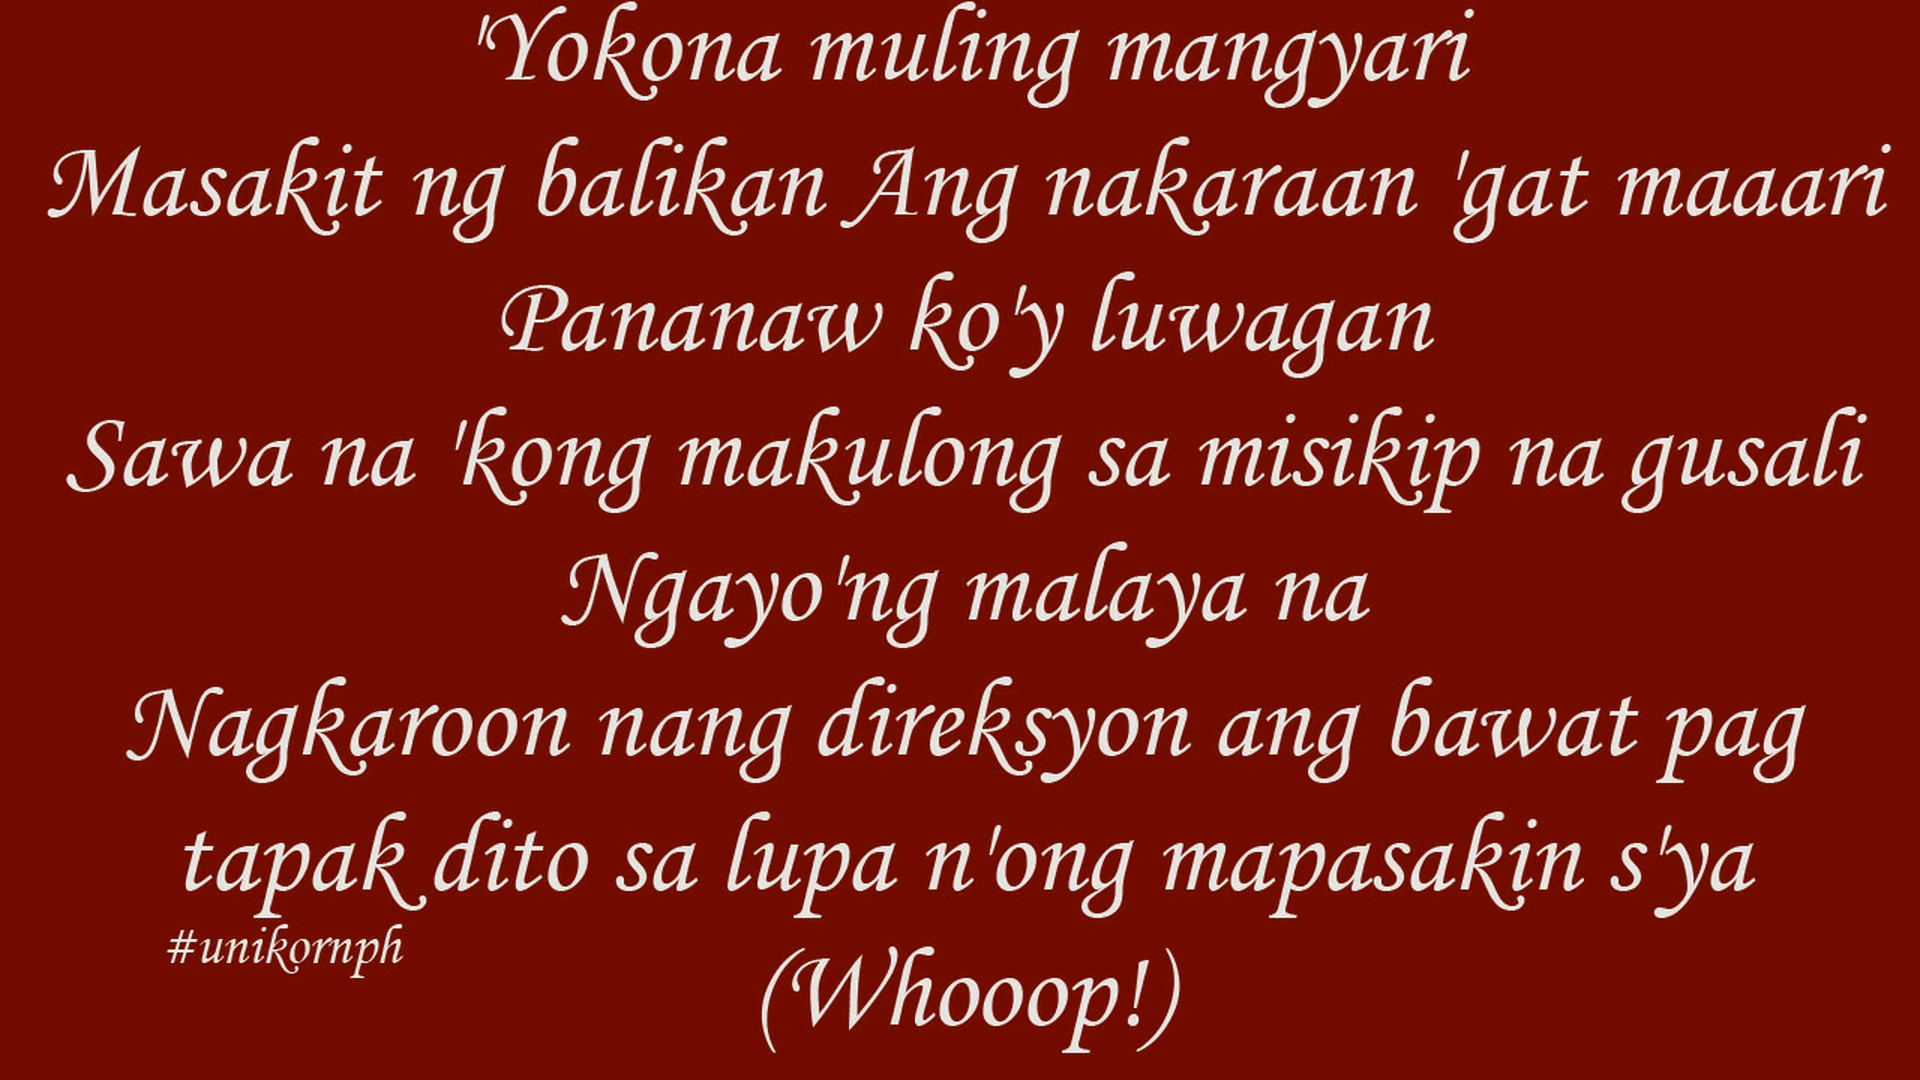 'Yokona muling mangyari
Masakit ng balikan Ang nakaraan 'gat maaari
Pananaw ko'y luwagan
Sawa na 'kong makulong sa misikip na gusali
Ngayo'ng malaya na
Nagkaroon nang direksyon ang bawat pag
tapak dito sa lupa n'ong mapasakin s'ya
#unikornph
(Whooop!)